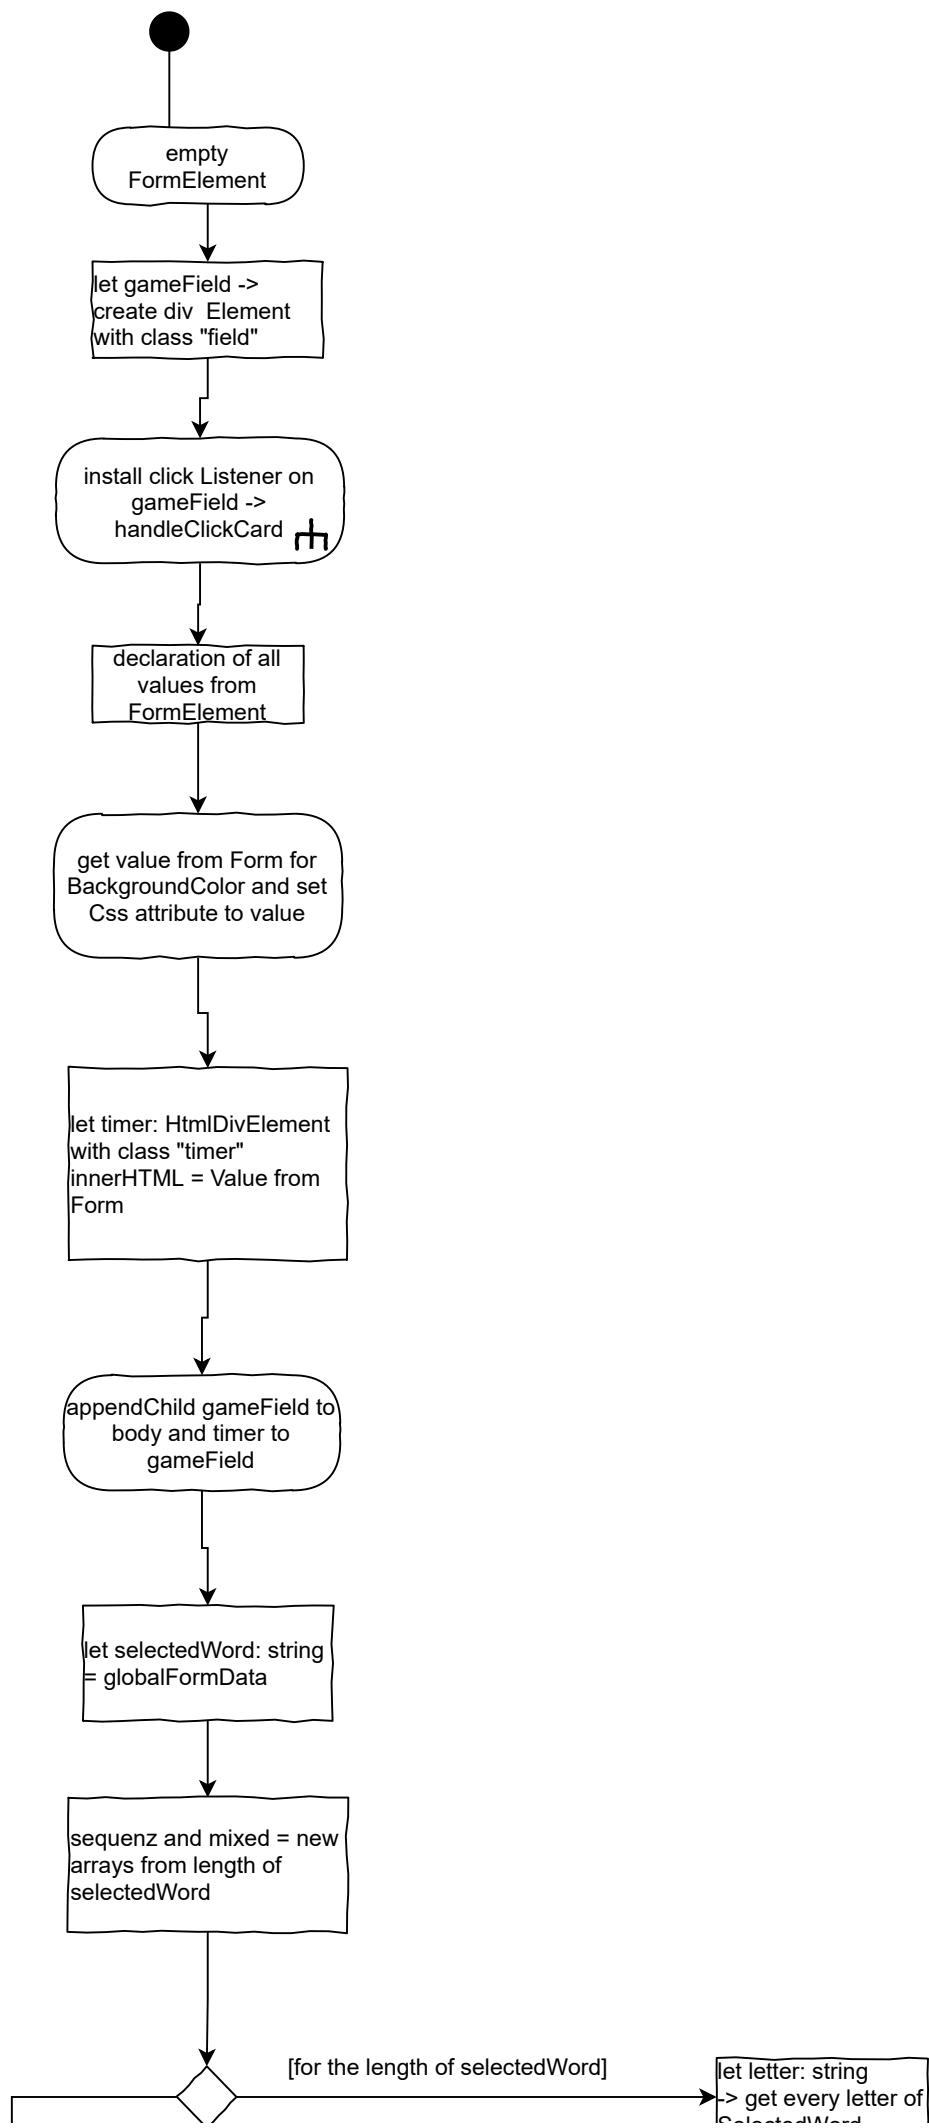 empty
FormElement
let gameField ->
create div  Element
with class "field"
install click Listener on
gameField ->
handleClickCard
declaration of all
values from
FormElement
get value from Form for
BackgroundColor and set
Css attribute to value
let timer: HtmlDivElement
with class "timer"
innerHTML = Value from
Form
appendChild gameField to
body and timer to
gameField
let selectedWord: string
= globalFormData
sequenz and mixed = new
arrays from length of
selectedWord
[for the length of selectedWord]
let letter: string
-> get every letter of
SelectedWord